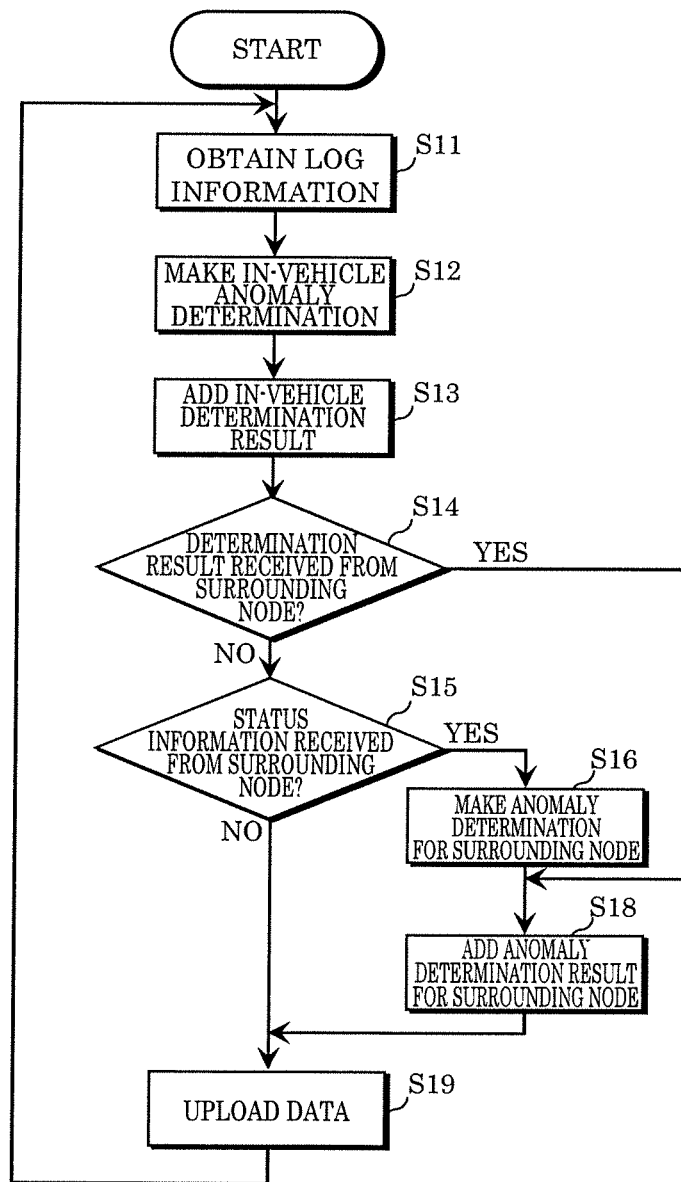 START
S11
OBTAIN LOG
INFORMATION
S12
MAKE IN-VEHICLE
ANOMALY
DETERMINATION
S13
ADD IN-VEHICLE
DETERMINATION
RESULT
S14
DETERMINATION
RESULT RECEIVED FROM
SURROUNDING
NODE?
YES
NO
S15
STATUS
INFORMATION RECEIVED
FROM SURROUNDING
NODE?
YES
NO
S16
MAKE ANOMALY
DETERMINATION
FOR SURROUNDING NODE
S18
ADD ANOMALY
DETERMINATION RESULT
FOR SURROUNDING NODE
S19
UPLOAD DATA